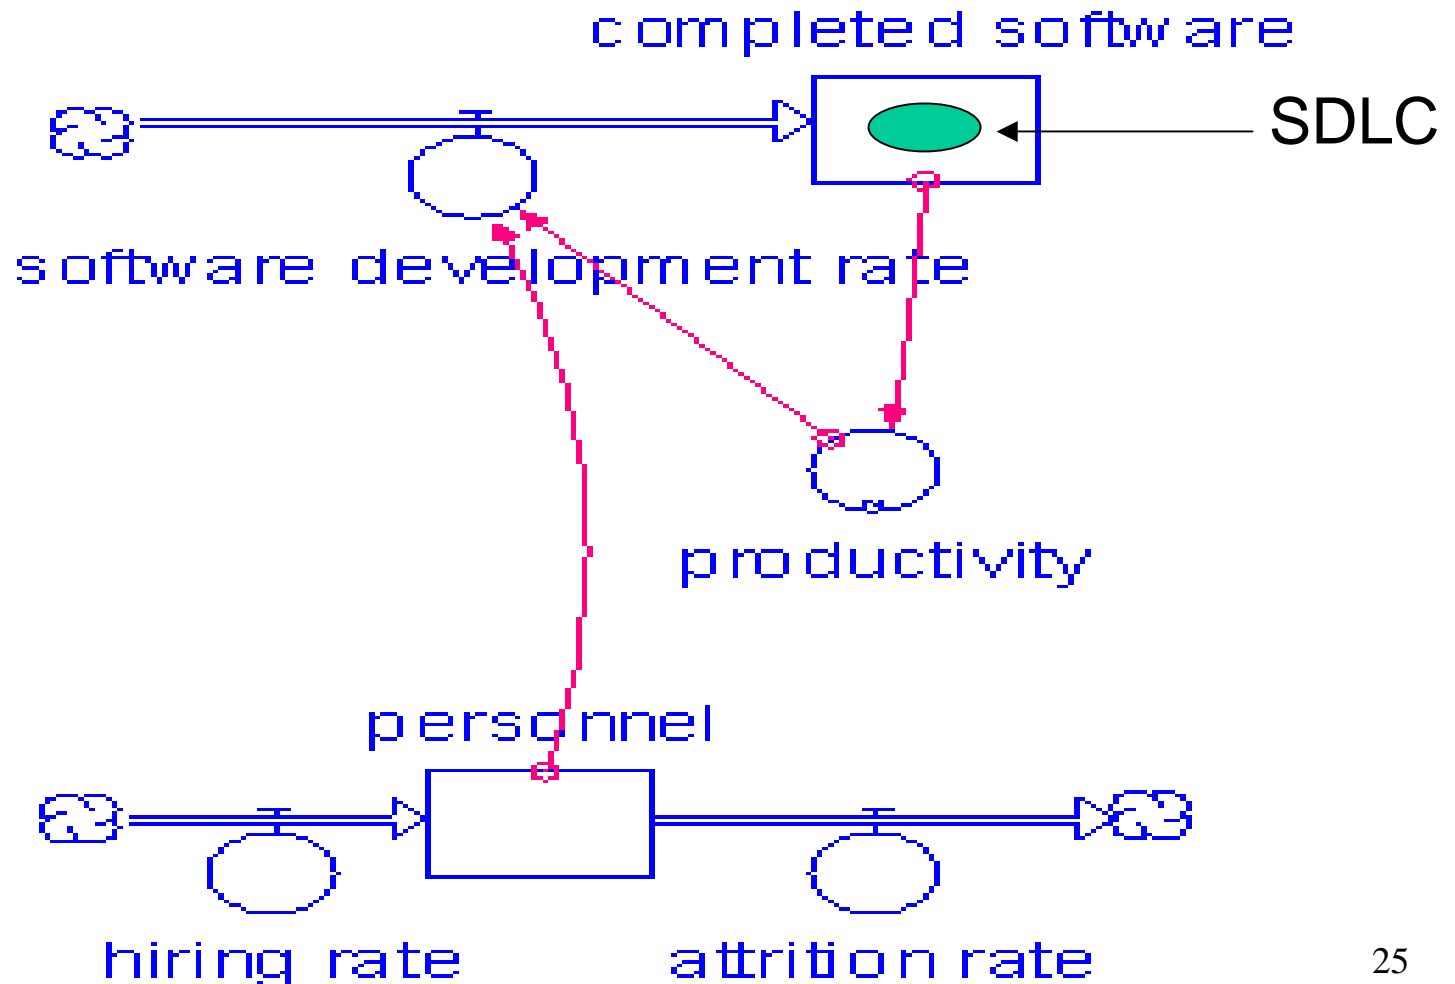 completed software
SDLC
software development rate
productivity
personnel
hiring rate
attrition rate
25